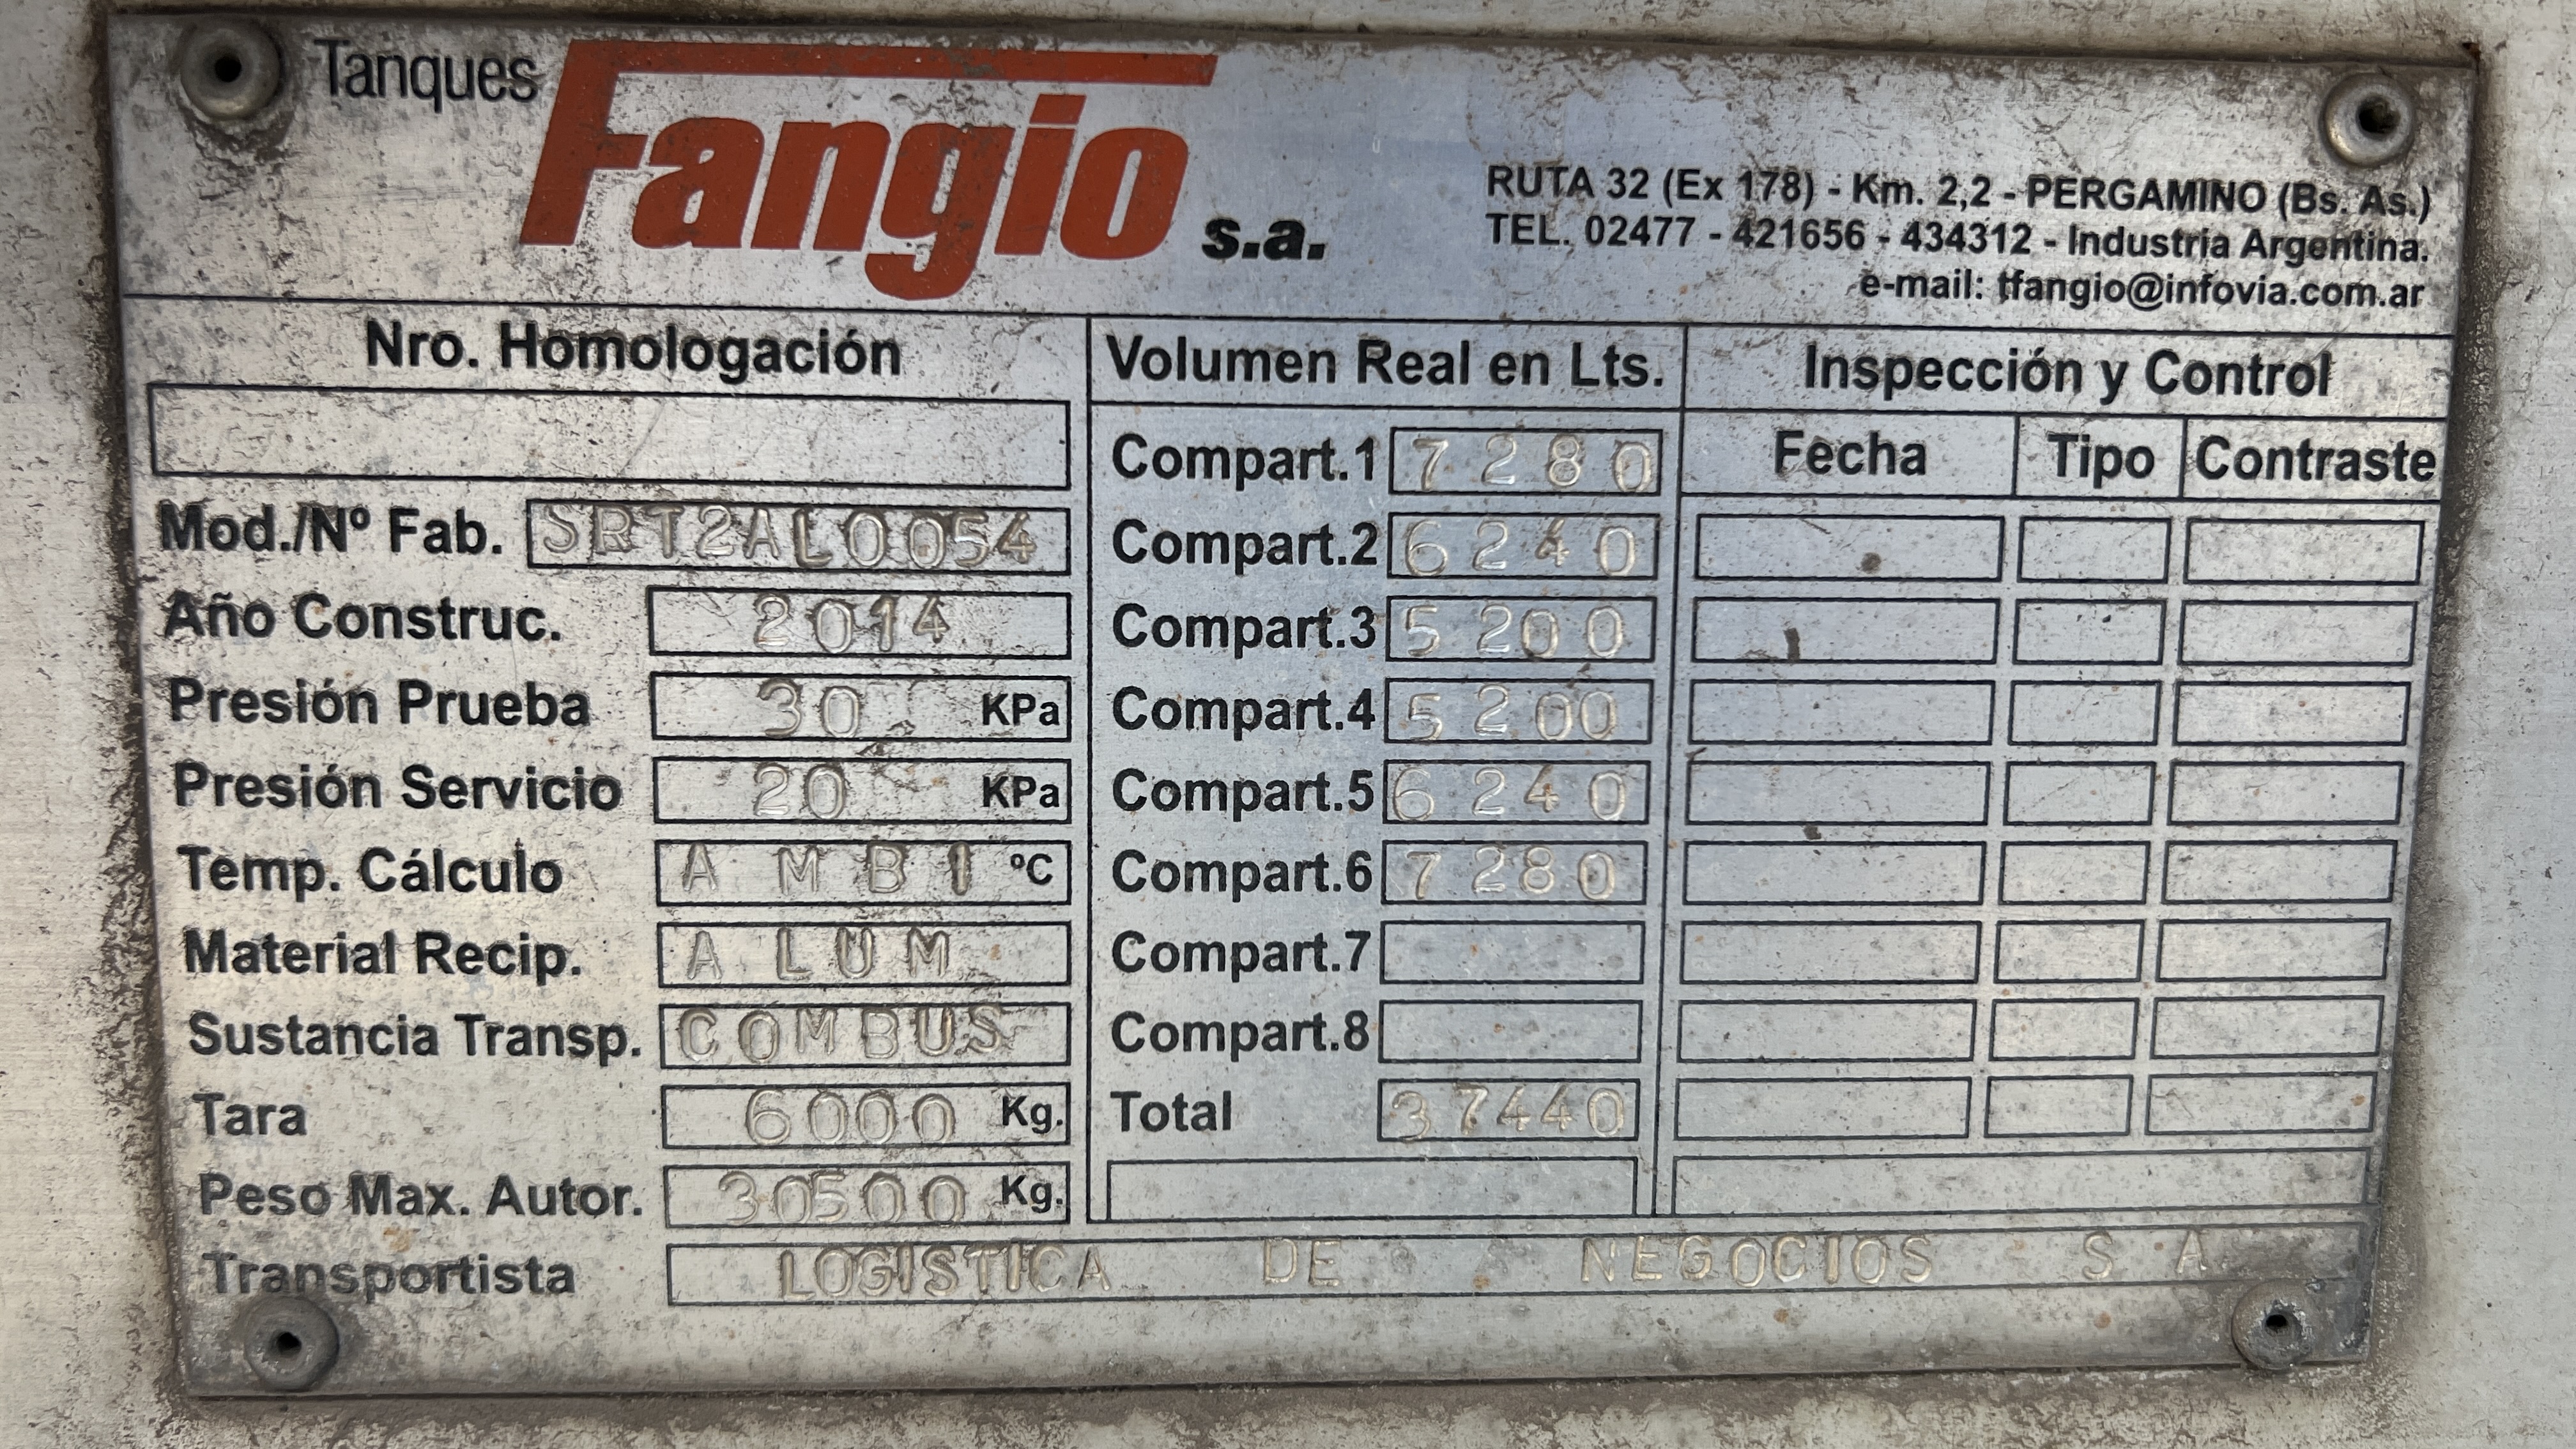 Tanques Fangio s.a.
RUTA 32 (Ex 178) - Km. 2,2 - PERGAMINO (Bs. As.)
TEL. 02477 - 421656 - 434312 - Industria Argentina.
e-mail: tfangio@infovia.com.ar
Nro. Homologación
Mod./Nº Fab. SRT2AL0054
Año Construc. 2014
Presión Prueba 30 KPa
Presión Servicio 20 KPa
Temp. Cálculo AMBI ºC
Material Recip. ALUM
Sustancia Transp. COMBUS
Tara 6000 Kg.
Peso Max. Autor. 30500 Kg.
Volumen Real en Lts.
Compart.1 7280
Compart.2 6240
Compart.3 5200
Compart.4 5200
Compart.5 6240
Compart.6 7280
Compart.7
Compart.8
Total 37440
Inspección y Control
Fecha Tipo Contraste
Transportista LOGISTICA DE NEGOCIOS S A